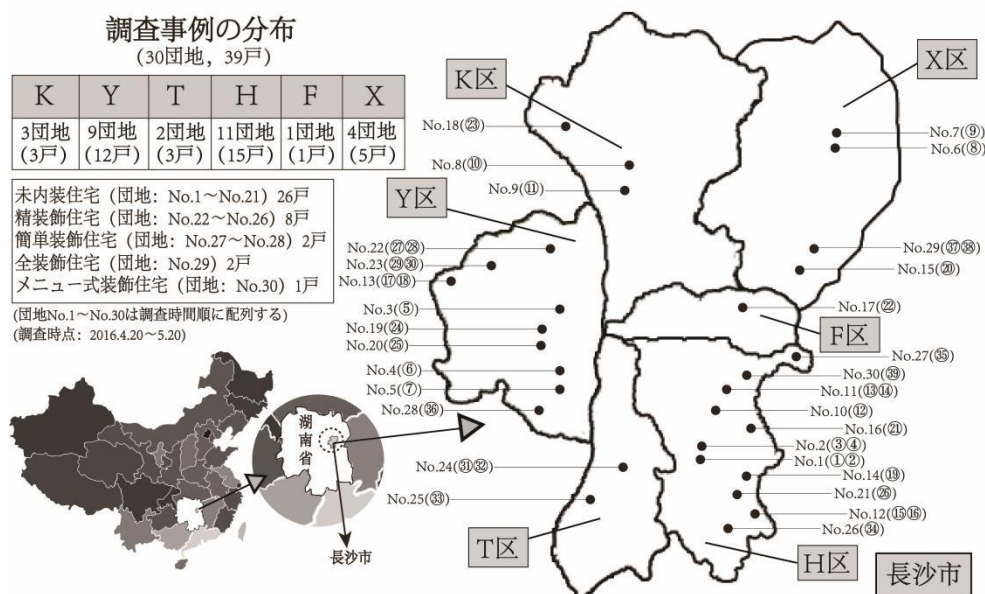 調査事例の分布
(30団地，39戸)
K Y T H F X
3団地 9団地 2団地 11団地 1団地 4団地
(3戸) (12戸) (3戸) (15戸) (1戸) (5戸)
未内装住宅 (団地: No.1～No.21) 26戸
精装飾住宅 (団地: No.22～No.26) 8戸
簡単装飾住宅 (団地: No.27～No.28) 2戸
全装飾住宅 (団地: No.29) 2戸
メニュー式装飾住宅 (団地: No.30) 1戸
(団地No.1～No.30は調査時間順に配列する)
(調査時点: 2016.4.20～5.20)
湖南省
長沙市
K区
No.18(㉓)
No.8(⑩)
No.9(⑪)
Y区
No.22(㉗㉘)
No.23(㉙㉚)
No.13(⑰⑱)
No.3(⑤)
No.19(㉔)
No.20(㉕)
No.4(⑥)
No.5(⑦)
No.28(㊱)
No.24(㉛㉜)
No.25(㉝)
T区
X区
No.7(⑨)
No.6(⑧)
No.29(㊲㊳)
No.15(⑳)
No.17(㉒)
F区
No.27(㉟)
No.30(㊴)
No.11(⑬⑭)
No.10(⑫)
No.16(㉑)
No.2(③④)
No.1(①②)
No.14(⑲)
No.21(㉖)
No.12(⑮⑯)
No.26(㉞)
H区
長沙市